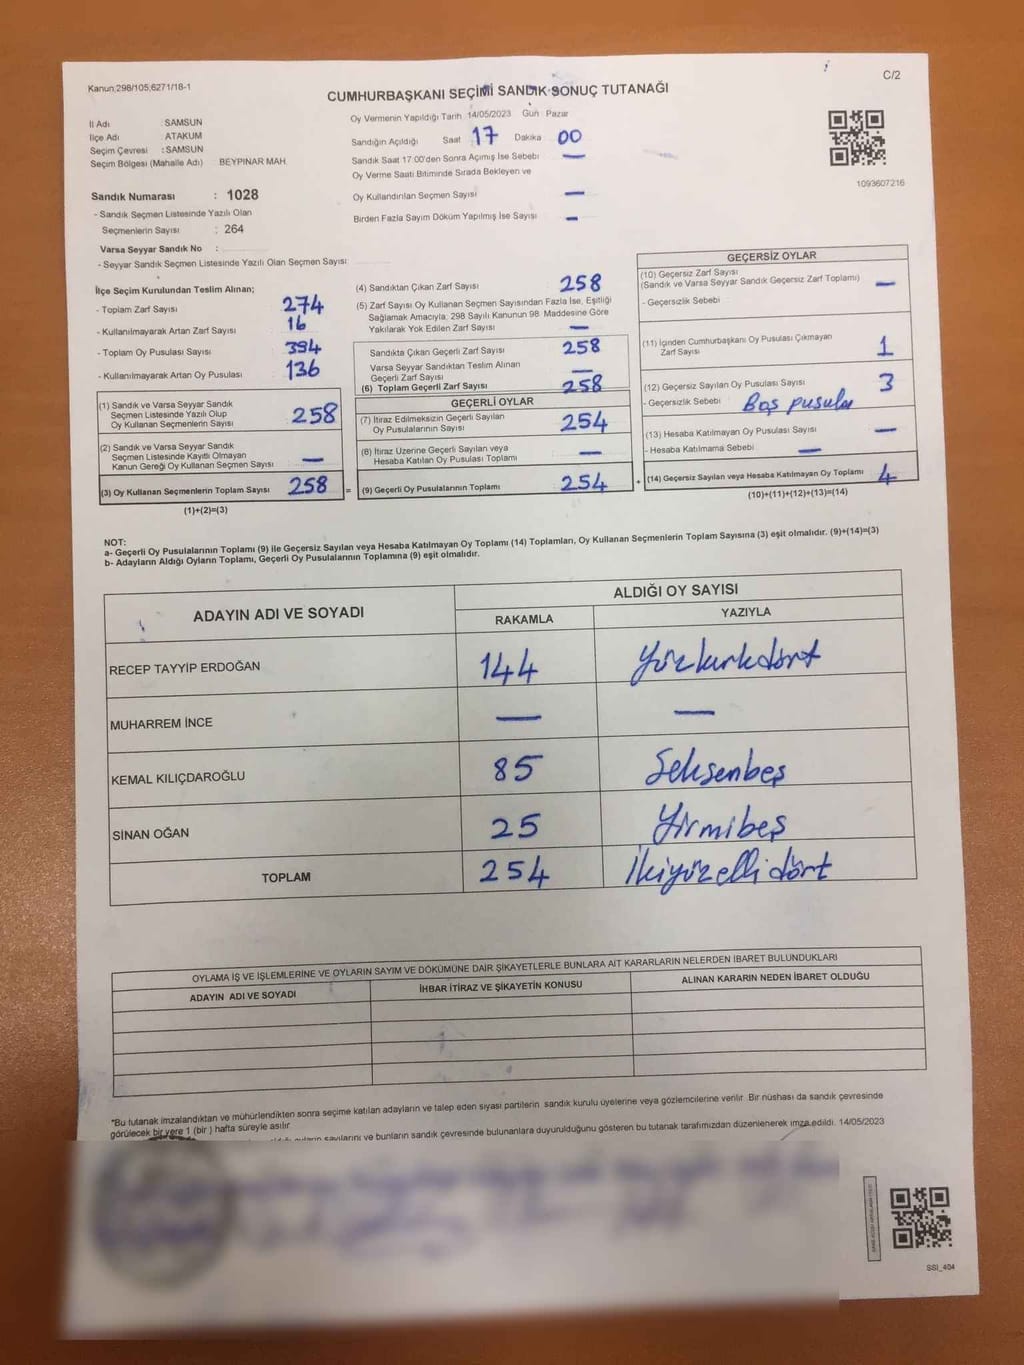 Kanun;298/105;6271/18-1
C/2
CUMHURBAŞKANI SEÇİMİ SANDIK SONUÇ TUTANAĞI
İl Adı : SAMSUN
İlçe Adı : ATAKUM
Seçim Çevresi : SAMSUN
Seçim Bölgesi (Mahalle Adı) BEYPINAR MAH.
Sandık Numarası : 1028
- Sandık Seçmen Listesinde Yazılı Olan
Seçmenlerin Sayısı : 264
Varsa Seyyar Sandık No :
- Seyyar Sandık Seçmen Listesinde Yazılı Olan Seçmen Sayısı:
Oy Vermenin Yapıldığı Tarih 14/05/2023 Gün Pazar
Sandığın Açıldığı Saat 17 Dakika 00
Sandık Saat 17:00'den Sonra Açımış İse Sebebi —
Oy Verme Saati Bitiminde Sırada Bekleyen ve
Oy Kullandırılan Seçmen Sayısı —
Birden Fazla Sayım Döküm Yapılmış İse Sayısı —
1093607216
İlçe Seçim Kurulundan Teslim Alınan;
- Toplam Zarf Sayısı 274
- Kullanılmayarak Artan Zarf Sayısı 16
- Toplam Oy Pusulası Sayısı 394
- Kullanılmayarak Artan Oy Pusulası 136
(1) Sandık ve Varsa Seyyar Sandık
Seçmen Listesinde Yazılı Olup
Oy Kullanan Seçmenlerin Sayısı 258
(2) Sandık ve Varsa Seyyar Sandık
Seçmen Listesinde Kayıtlı Olmayan
Kanun Gereği Oy Kullanan Seçmen Sayısı —
(3) Oy Kullanan Seçmenlerin Toplam Sayısı 258 =
(1)+(2)=(3)
(4) Sandıktan Çıkan Zarf Sayısı 258
(5) Zarf Sayısı Oy Kullanan Seçmen Sayısından Fazla İse, Eşitliği
Sağlamak Amacıyla, 298 Sayılı Kanunun 98. Maddesine Göre
Yakılarak Yok Edilen Zarf Sayısı —
Sandıkta Çıkan Geçerli Zarf Sayısı 258
Varsa Seyyar Sandıktan Teslim Alınan
Geçerli Zarf Sayısı —
(6) Toplam Geçerli Zarf Sayısı 258
GEÇERLİ OYLAR
(7) İtiraz Edilmeksizin Geçerli Sayılan
Oy Pusulalarının Sayısı 254
(8) İtiraz Üzerine Geçerli Sayılan veya
Hesaba Katılan Oy Pusulası Toplamı —
(9) Geçerli Oy Pusulalarının Toplamı 254 +
GEÇERSİZ OYLAR
(10) Geçersiz Zarf Sayısı
(Sandık ve Varsa Seyyar Sandık Geçersiz Zarf Toplamı) —
- Geçersizlik Sebebi
(11) İçinden Cumhurbaşkanı Oy Pusulası Çıkmayan
Zarf Sayısı 1
(12) Geçersiz Sayılan Oy Pusulası Sayısı 3
- Geçersizlik Sebebi Boş pusula
(13) Hesaba Katılmayan Oy Pusulası Sayısı —
- Hesaba Katılmama Sebebi —
(14) Geçersiz Sayılan veya Hesaba Katılmayan Oy Toplamı 4
(10)+(11)+(12)+(13)=(14)
NOT:
a- Geçerli Oy Pusulalarının Toplamı (9) ile Geçersiz Sayılan veya Hesaba Katılmayan Oy Toplamı (14) Toplamları, Oy Kullanan Seçmenlerin Toplam Sayısına (3) eşit olmalıdır. (9)+(14)=(3)
b- Adayların Aldığı Oyların Toplamı, Geçerli Oy Pusulalarının Toplamına (9) eşit olmalıdır.
ADAYIN ADI VE SOYADI
ALDIĞI OY SAYISI
RAKAMLA YAZIYLA
RECEP TAYYİP ERDOĞAN 144 Yüzkırkdört
MUHARREM İNCE — —
KEMAL KILIÇDAROĞLU 85 Seksenbeş
SİNAN OĞAN 25 Yirmibeş
TOPLAM 254 İkiyüzellidört
OYLAMA İŞ VE İŞLEMLERİNE VE OYLARIN SAYIM VE DÖKÜMÜNE DAİR ŞİKAYETLERLE BUNLARA AİT KARARLARIN NELERDEN İBARET BULUNDUKLARI
ADAYIN ADI VE SOYADI İHBAR İTİRAZ VE ŞİKAYETİN KONUSU ALINAN KARARIN NEDEN İBARET OLDUĞU
*Bu tutanak imzalandıktan ve mühürlendikten sonra seçime katılan adayların ve talep eden siyasi partilerin sandık kurulu üyelerine veya gözlemcilerine verilir. Bir nüshası da sandık çevresinde
görülecek bir yere 1 (bir) hafta süreyle asılır.
sayılarını ve bunların sandık çevresinde bulunanlara duyurulduğunu gösteren bu tutanak tarafımızdan düzenlenerek imza edildi. 14/05/2023
SSİ_404